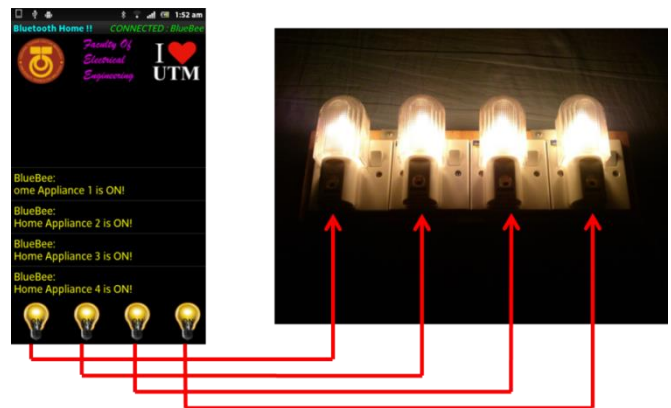 1:52 am
Bluetooth Home !! CONNECTED : BlueBee
Faculty Of
Electrical
Engineering
I
UTM
BlueBee:
ome Appliance 1 is ON!
BlueBee:
Home Appliance 2 is ON!
BlueBee:
Home Appliance 3 is ON!
BlueBee:
Home Appliance 4 is ON!